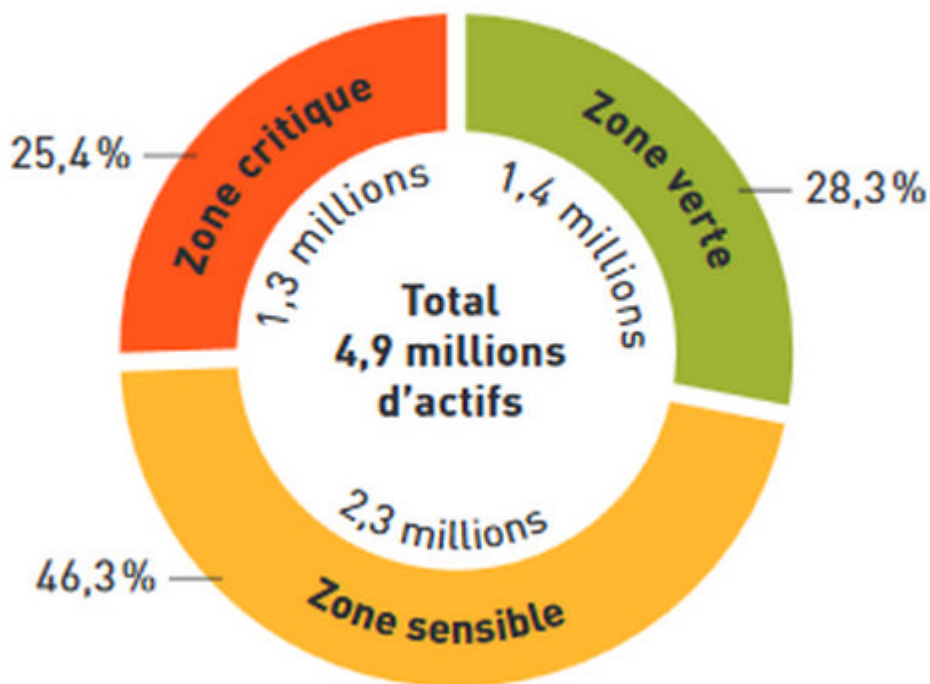 Zone critique
25,4%
1,3 millions
Zone verte
28,3%
1,4 millions
Total
4,9 millions
d'actifs
2,3 millions
46,3%
Zone sensible